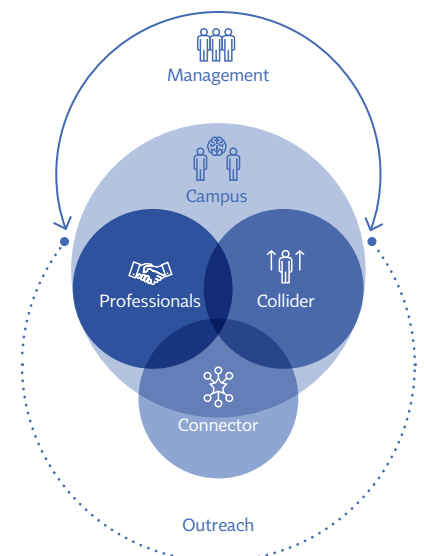 Management
Campus
Professionals
Collider
Connector
Outreach